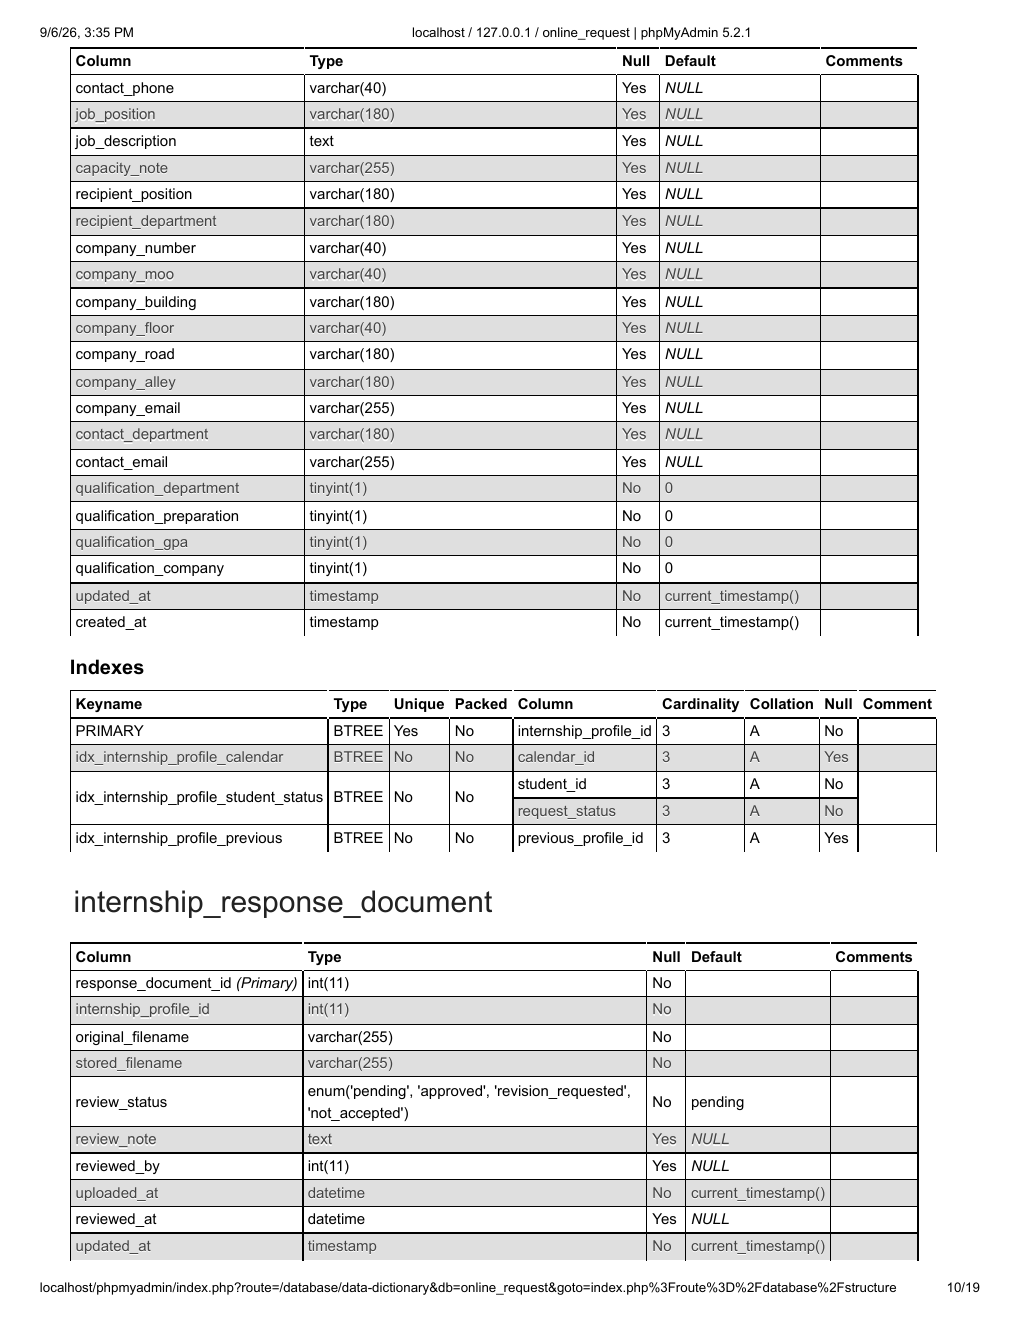 9/6/26, 3:35 PM localhost / 127.0.0.1 / online_request | phpMyAdmin 5.2.1
Column Type Null Default Comments
contact_phone varchar(40) Yes NULL
job_position varchar(180) Yes NULL
job_description text Yes NULL
capacity_note varchar(255) Yes NULL
recipient_position varchar(180) Yes NULL
recipient_department varchar(180) Yes NULL
company_number varchar(40) Yes NULL
company_moo varchar(40) Yes NULL
company_building varchar(180) Yes NULL
company_floor varchar(40) Yes NULL
company_road varchar(180) Yes NULL
company_alley varchar(180) Yes NULL
company_email varchar(255) Yes NULL
contact_department varchar(180) Yes NULL
contact_email varchar(255) Yes NULL
qualification_department tinyint(1) No 0
qualification_preparation tinyint(1) No 0
qualification_gpa tinyint(1) No 0
qualification_company tinyint(1) No 0
updated_at timestamp No current_timestamp()
created_at timestamp No current_timestamp()
Indexes
Keyname Type Unique Packed Column Cardinality Collation Null Comment
PRIMARY BTREE Yes No internship_profile_id 3 A No
idx_internship_profile_calendar BTREE No No calendar_id 3 A Yes
idx_internship_profile_student_status BTREE No No student_id 3 A No
request_status 3 A No
idx_internship_profile_previous BTREE No No previous_profile_id 3 A Yes
internship_response_document
Column Type Null Default Comments
response_document_id (Primary) int(11) No
internship_profile_id int(11) No
original_filename varchar(255) No
stored_filename varchar(255) No
review_status enum('pending', 'approved', 'revision_requested', 'not_accepted') No pending
review_note text Yes NULL
reviewed_by int(11) Yes NULL
uploaded_at datetime No current_timestamp()
reviewed_at datetime Yes NULL
updated_at timestamp No current_timestamp()
localhost/phpmyadmin/index.php?route=/database/data-dictionary&db=online_request&goto=index.php%3Froute%3D%2Fdatabase%2Fstructure 10/19